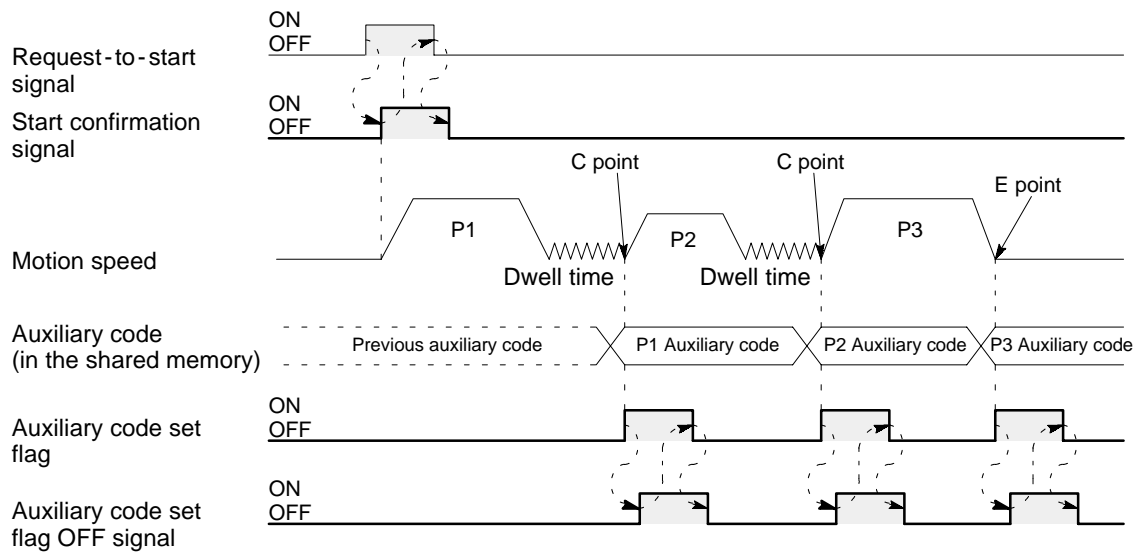 ON
OFF
Request-to-start
signal
ON
OFF
Start confirmation
signal
C point
C point
E point
P1
P2
P3
Motion speed
Dwell time
Dwell time
Auxiliary code
(in the shared memory)
Previous auxiliary code
P1 Auxiliary code
P2 Auxiliary code
P3 Auxiliary code
ON
OFF
Auxiliary code set
flag
ON
OFF
Auxiliary code set
flag OFF signal